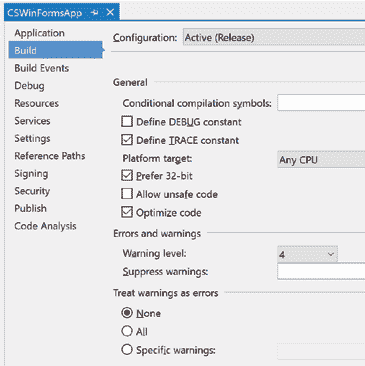 CSWinFormsApp
Application
Build
Build Events
Debug
Resources
Services
Settings
Reference Paths
Signing
Security
Publish
Code Analysis
Configuration: Active (Release)
General
Conditional compilation symbols:
Define DEBUG constant
Define TRACE constant
Platform target: Any CPU
Prefer 32-bit
Allow unsafe code
Optimize code
Errors and warnings
Warning level: 4
Suppress warnings:
Treat warnings as errors
None
All
Specific warnings: